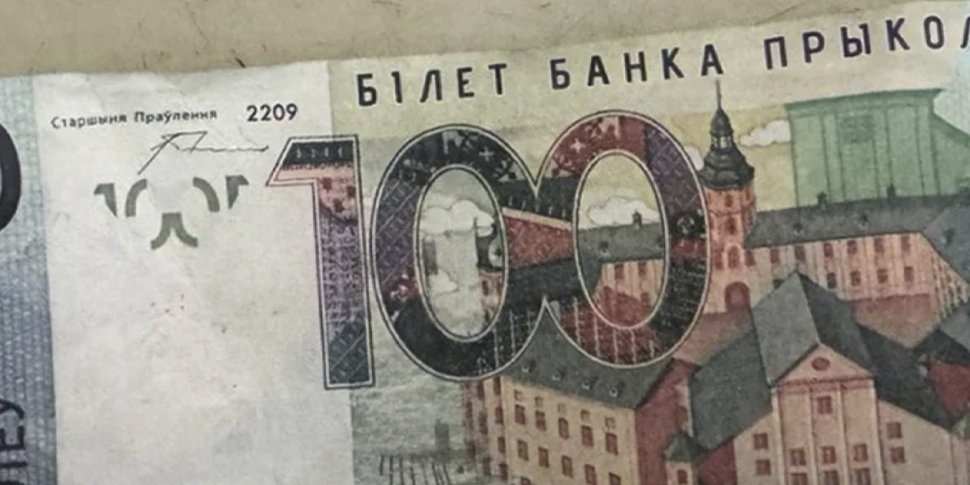 БІЛЕТ БАНКА ПРЫКОЛ
Старшыня Праўлення 2209
100